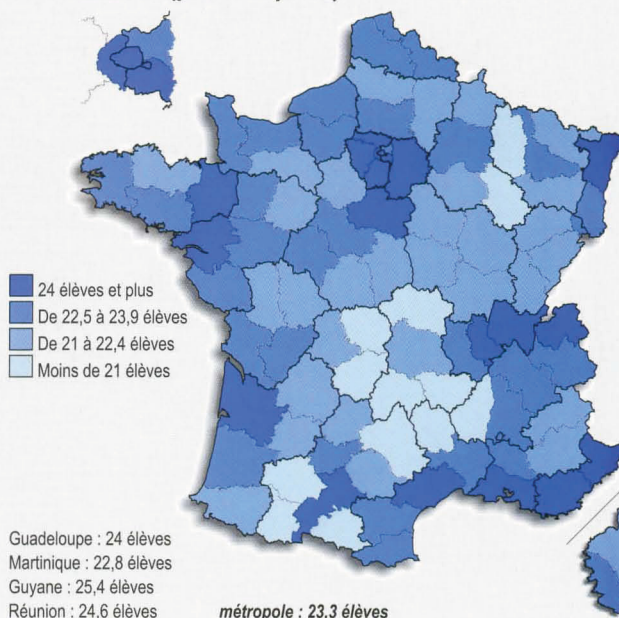 24 élèves et plus
De 22,5 à 23,9 élèves
De 21 à 22,4 élèves
Moins de 21 élèves
Guadeloupe : 24 élèves
Martinique : 22,8 élèves
Guyane : 25,4 élèves
Réunion : 24,6 élèves
métropole : 23,3 élèves